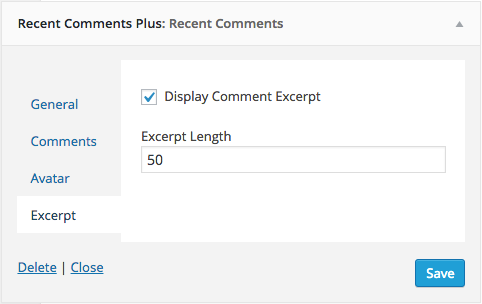 Recent Comments Plus: Recent Comments
General
Comments
Avatar
Excerpt
Display Comment Excerpt
Excerpt Length
50
Delete | Close
Save